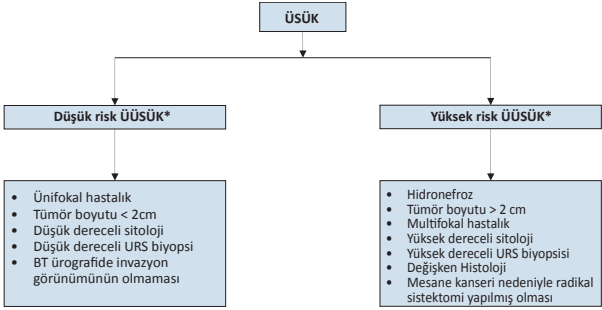 ÜSÜK
Düşük risk ÜÜSÜK*
Yüksek risk ÜÜSÜK*
• Ünifokal hastalık
• Tümör boyutu < 2cm
• Düşük dereceli sitoloji
• Düşük dereceli URS biyopsi
• BT ürografide invazyon
görünümünün olmaması
• Hidronefroz
• Tümör boyutu > 2 cm
• Multifokal hastalık
• Yüksek dereceli sitoloji
• Yüksek dereceli URS biyopsisi
• Değişken Histoloji
• Mesane kanseri nedeniyle radikal
sistektomi yapılmış olması